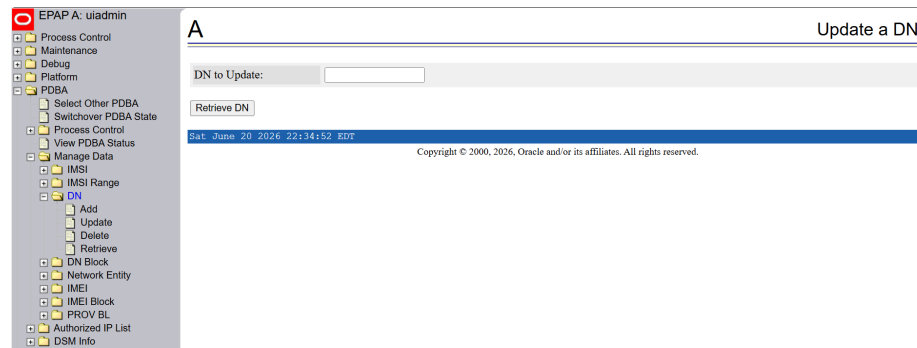 EPAP A: uiadmin
Process Control
Maintenance
Debug
Platform
PDBA
Select Other PDBA
Switchover PDBA State
Process Control
View PDBA Status
Manage Data
IMSI
IMSI Range
DN
Add
Update
Delete
Retrieve
DN Block
Network Entity
IMEI
IMEI Block
PROV BL
Authorized IP List
DSM Info
A
Update a DN
DN to Update:
Retrieve DN
Sat June 20 2026 22:34:52 EDT
Copyright © 2000, 2026, Oracle and/or its affiliates. All rights reserved.